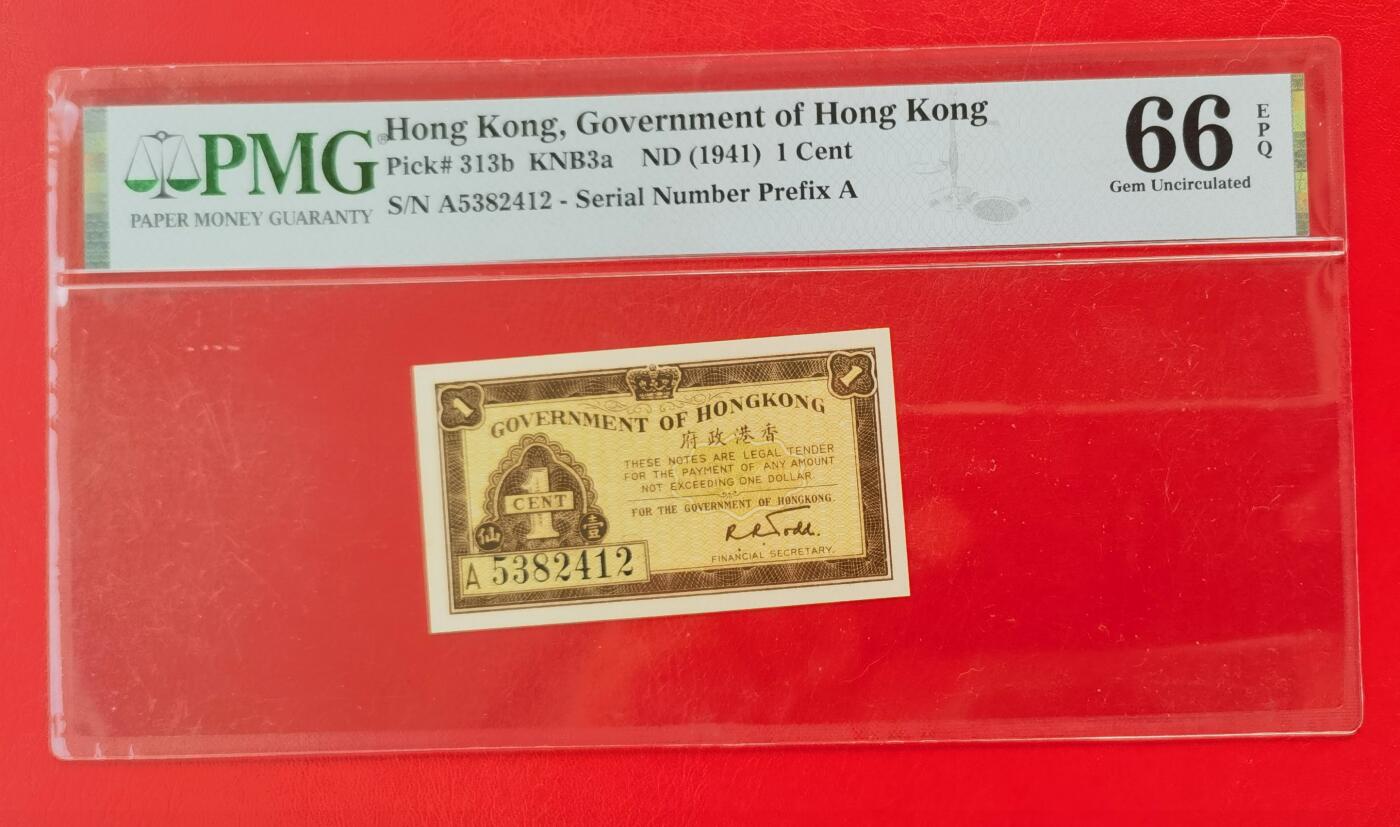 PMG®
PAPER MONEY GUARANTY
Hong Kong, Government of Hong Kong
Pick# 313b KNB3a ND (1941) 1 Cent
S/N A5382412 - Serial Number Prefix A
66
EPQ
Gem Uncirculated
1
1
GOVERNMENT OF HONGKONG
府政港香
THESE NOTES ARE LEGAL TENDER
FOR THE PAYMENT OF ANY AMOUNT
NOT EXCEEDING ONE DOLLAR.
FOR THE GOVERNMENT OF HONGKONG.
R.R.Todd.
FINANCIAL SECRETARY.
1
CENT
仙 壹
A 5382412